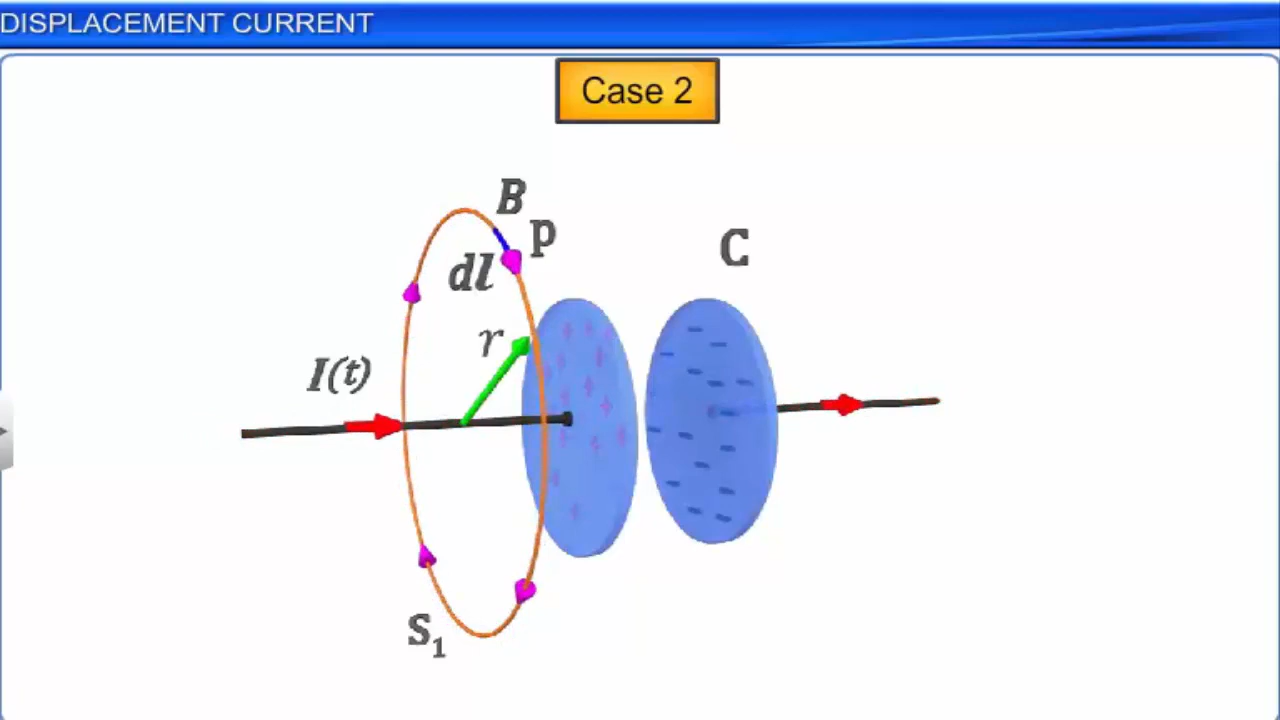 DISPLACEMENT CURRENT
Case 2
B
p
C
dl
r
I(t)
S₁